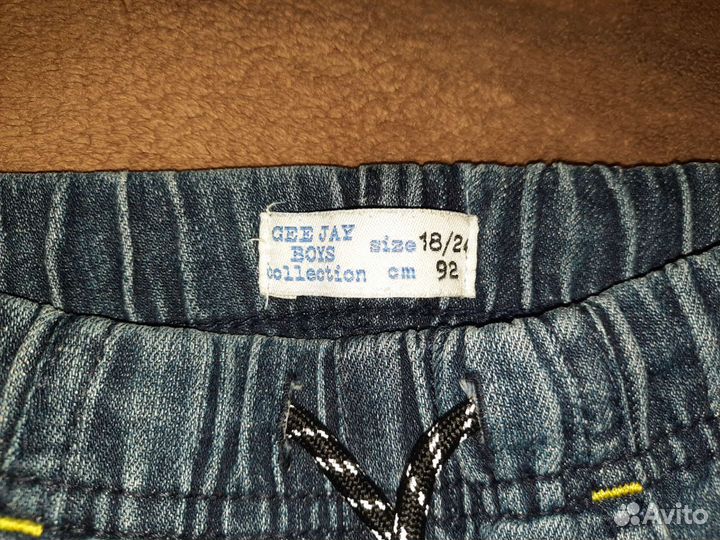 GEE JAY
BOYS
collection
size 18/24
cm 92
Avito